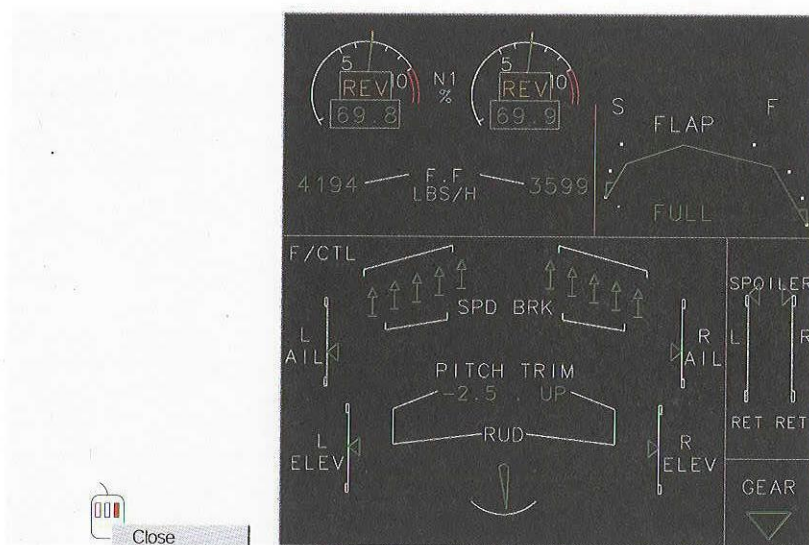 5 10 N1 5 10
REV % REV
69.8 69.9
S F
FLAP
4194 F.F 3599
LBS/H
FULL
F/CTL
SPOILER
SPD BRK
L R L R
AIL AIL
PITCH TRIM
-2.5 . UP
RET RET
L RUD R
ELEV ELEV
GEAR
Close